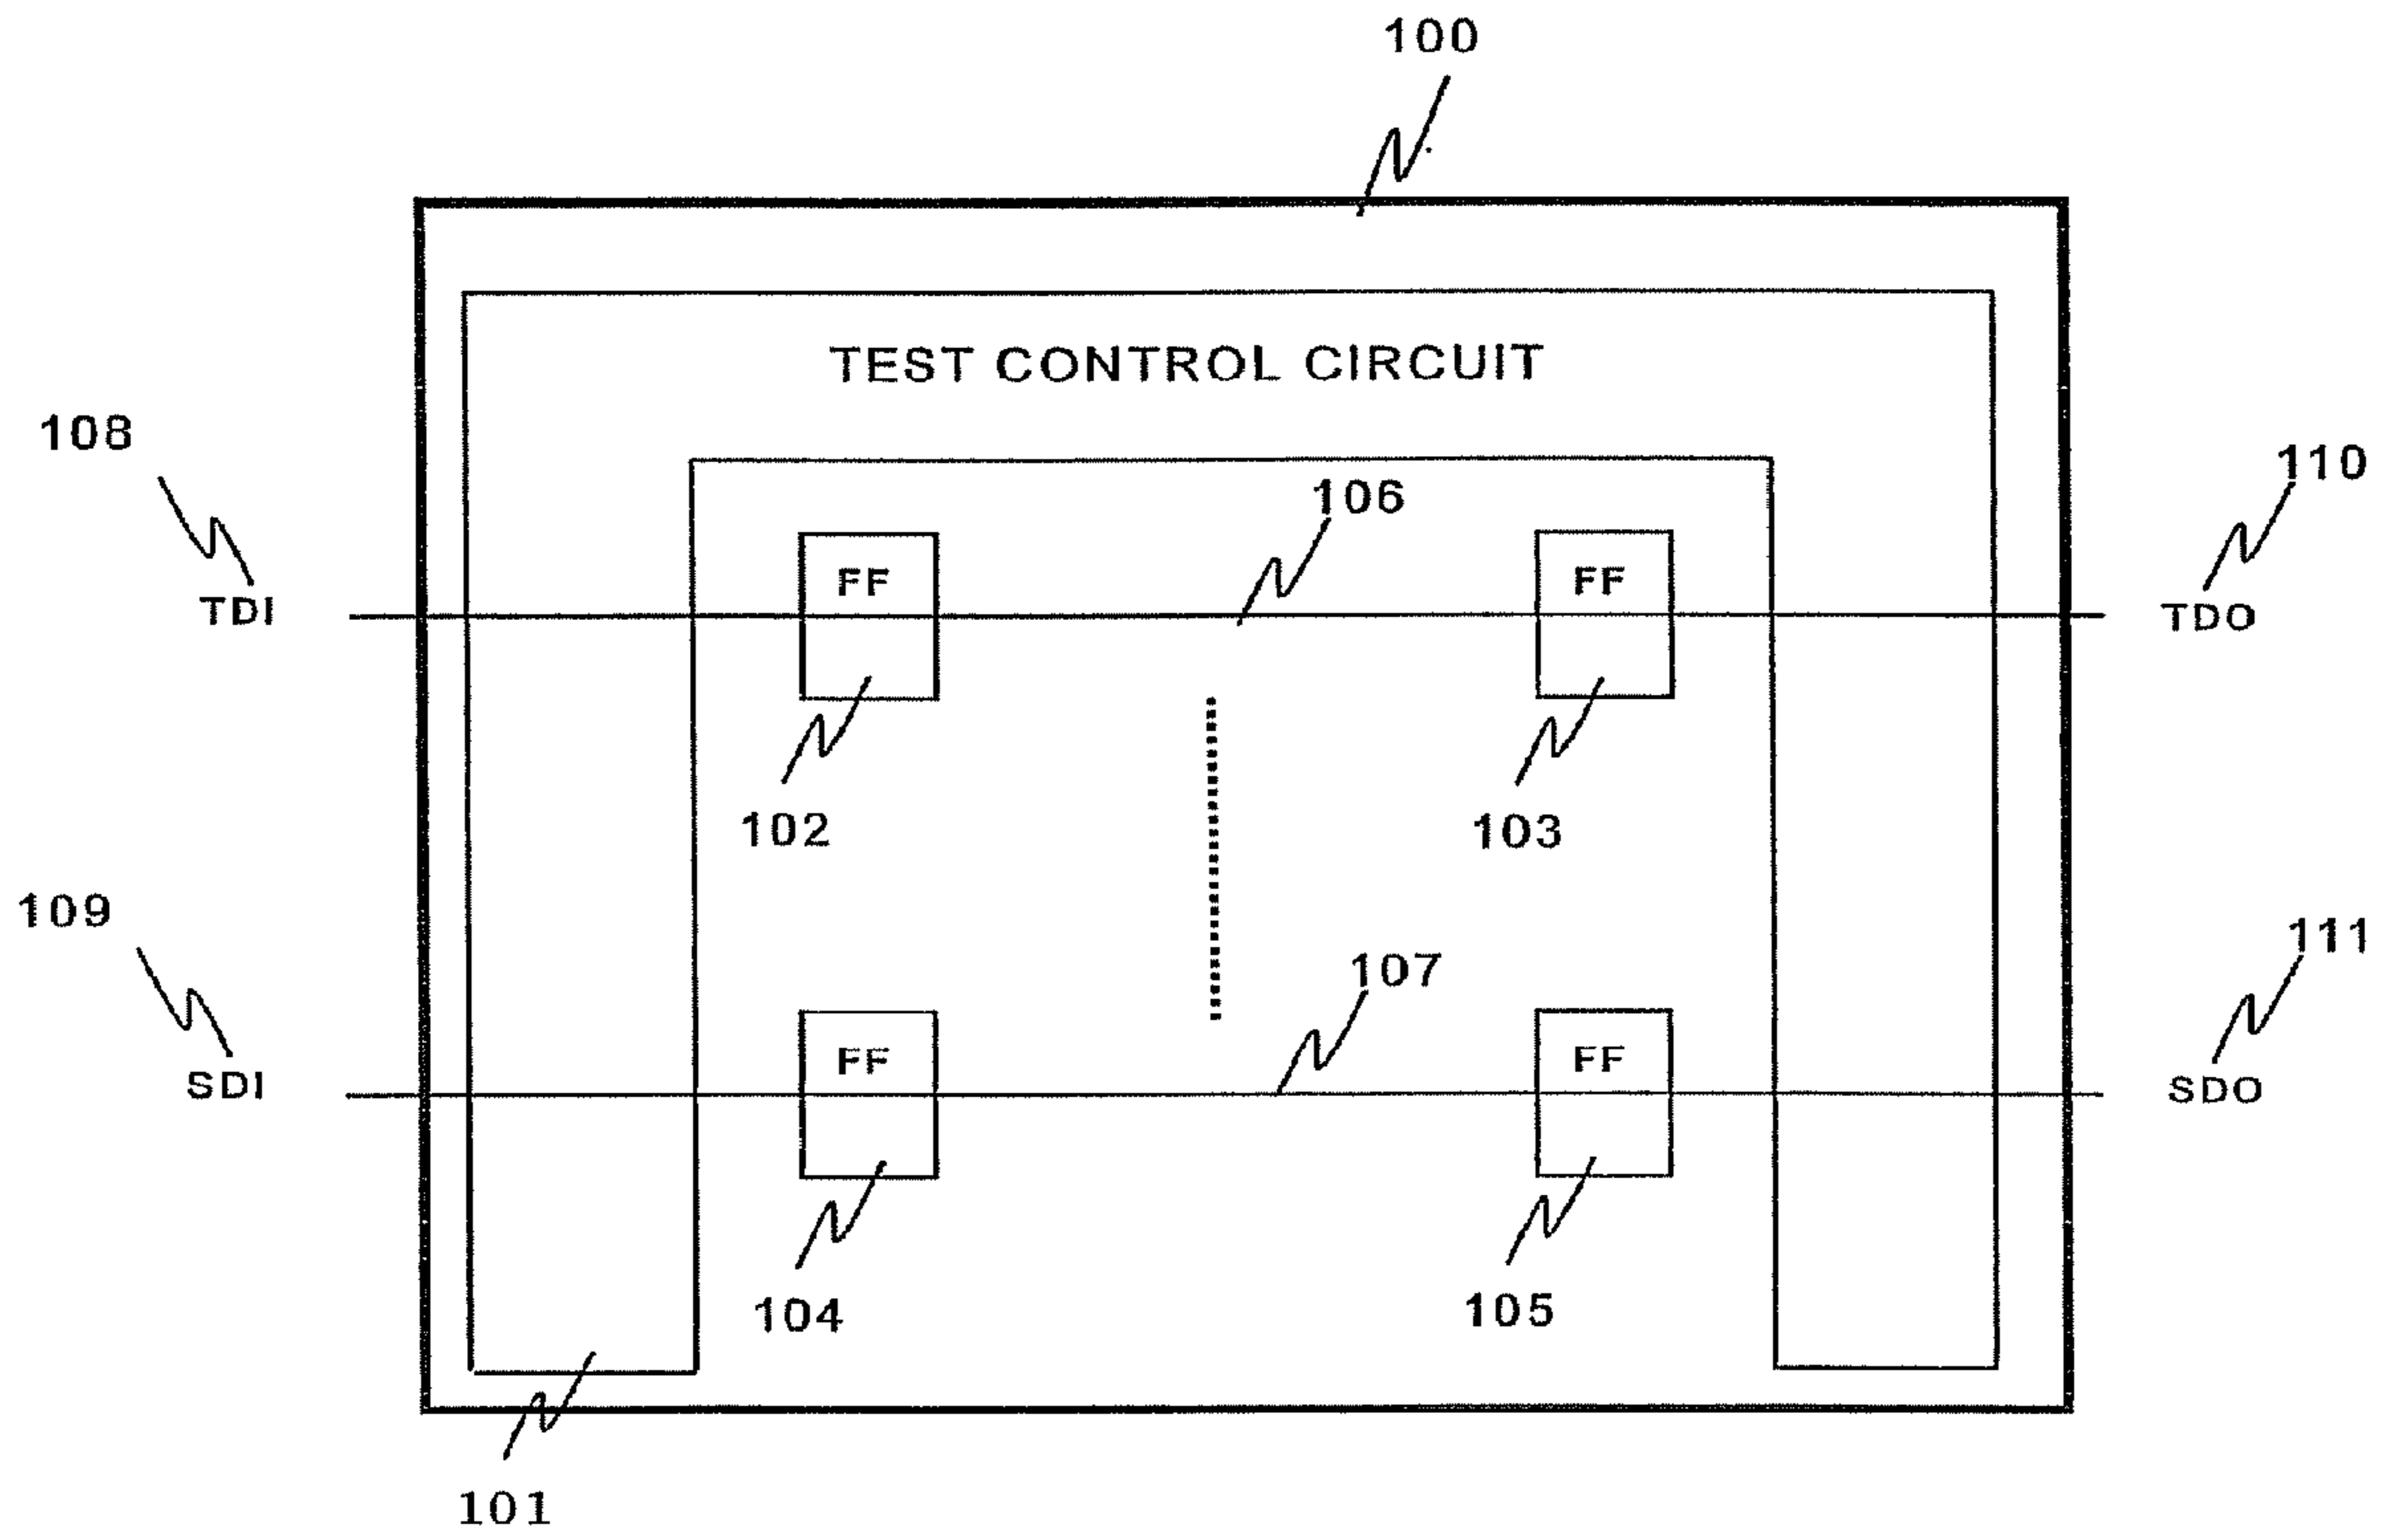 100
TEST CONTROL CIRCUIT
108
110
106
TDI
FF
FF
TDO
102
103
109
111
107
SDI
FF
FF
SDO
104
105
101